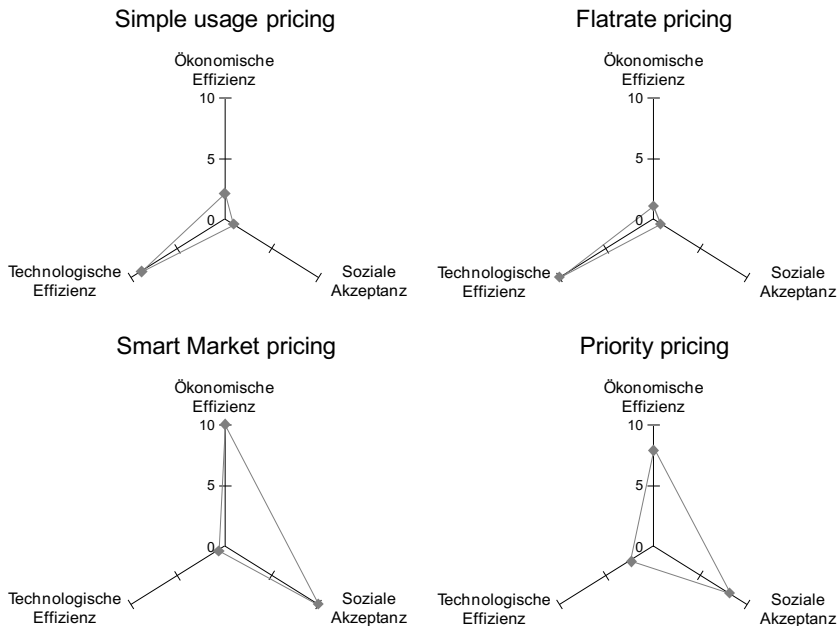 Simple usage pricing
Ökonomische
Effizienz
10
5
0
Technologische
Effizienz
Soziale
Akzeptanz
Flatrate pricing
Ökonomische
Effizienz
10
5
0
Technologische
Effizienz
Soziale
Akzeptanz
Smart Market pricing
Ökonomische
Effizienz
10
5
0
Technologische
Effizienz
Soziale
Akzeptanz
Priority pricing
Ökonomische
Effizienz
10
5
0
Technologische
Effizienz
Soziale
Akzeptanz